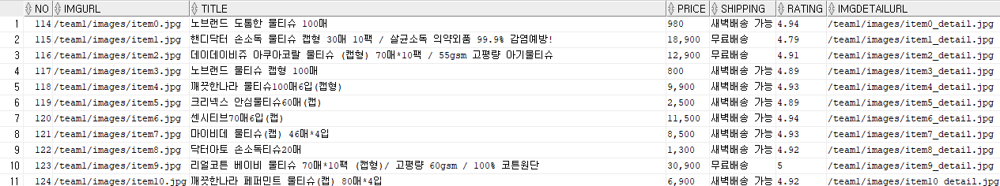 NO IMGURL TITLE PRICE SHIPPING RATING IMGDETAILURL
1 114 /team1/images/item0.jpg 노브랜드 도톰한 물티슈 100매 980 새벽배송 가능 4.94 /team1/images/item0_detail.jpg
2 115 /team1/images/item1.jpg 핸디닥터 손소독 물티슈 캡형 30매 10팩 / 살균소독 의약외품 99.9% 감염예방! 18,900 무료배송 4.79 /team1/images/item1_detail.jpg
3 116 /team1/images/item2.jpg 데이데이비쥬 아쿠아코랄 물티슈 (캡형) 70매*10팩 / 55gsm 고평량 아기물티슈 12,900 무료배송 4.91 /team1/images/item2_detail.jpg
4 117 /team1/images/item3.jpg 노브랜드 물티슈 캡형 100매 800 새벽배송 가능 4.89 /team1/images/item3_detail.jpg
5 118 /team1/images/item4.jpg 깨끗한나라 물티슈100매6입(캡형) 9,900 새벽배송 가능 4.93 /team1/images/item4_detail.jpg
6 119 /team1/images/item5.jpg 크리넥스 안심물티슈60매(캡) 2,500 새벽배송 가능 4.89 /team1/images/item5_detail.jpg
7 120 /team1/images/item6.jpg 센시티브70매6입(캡) 11,500 새벽배송 가능 4.94 /team1/images/item6_detail.jpg
8 121 /team1/images/item7.jpg 마이비데 물티슈(캡) 46매*4입 8,500 새벽배송 가능 4.93 /team1/images/item7_detail.jpg
9 122 /team1/images/item8.jpg 닥터아토 손소독티슈20매 1,300 새벽배송 가능 4.92 /team1/images/item8_detail.jpg
10 123 /team1/images/item9.jpg 리얼코튼 베이비 물티슈 70매*10팩 (캡형)/ 고평량 60gsm / 100% 코튼원단 30,900 무료배송 5 /team1/images/item9_detail.jpg
11 124 /team1/images/item10.jpg 깨끗한나라 페퍼민트 물티슈(캡) 80매*4입 6,900 새벽배송 가능 4.92 /team1/images/item10_detail.jpg